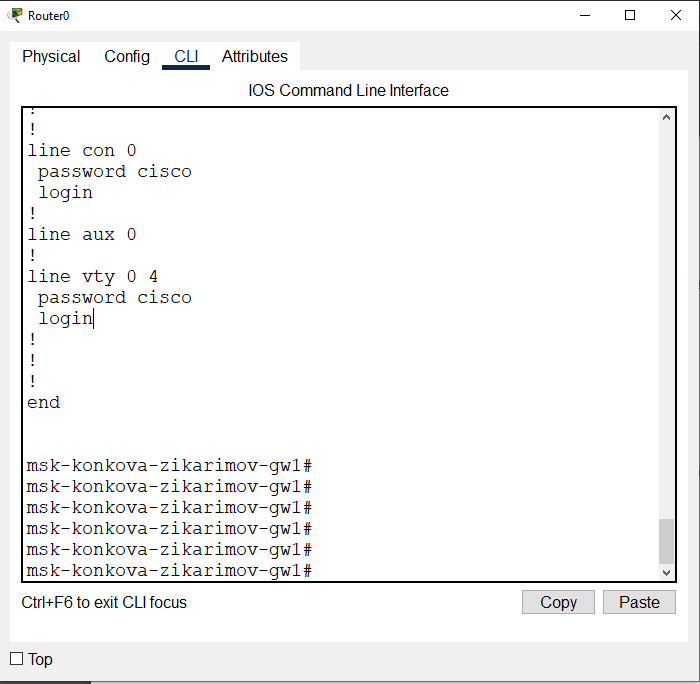 Router0
Physical Config CLI Attributes
IOS Command Line Interface
!
!
line con 0
password cisco
login
!
line aux 0
!
line vty 0 4
password cisco
login
!
!
!
end
msk-konkova-zikarimov-gw1#
msk-konkova-zikarimov-gw1#
msk-konkova-zikarimov-gw1#
msk-konkova-zikarimov-gw1#
msk-konkova-zikarimov-gw1#
msk-konkova-zikarimov-gw1#
Ctrl+F6 to exit CLI focus Copy Paste
Top